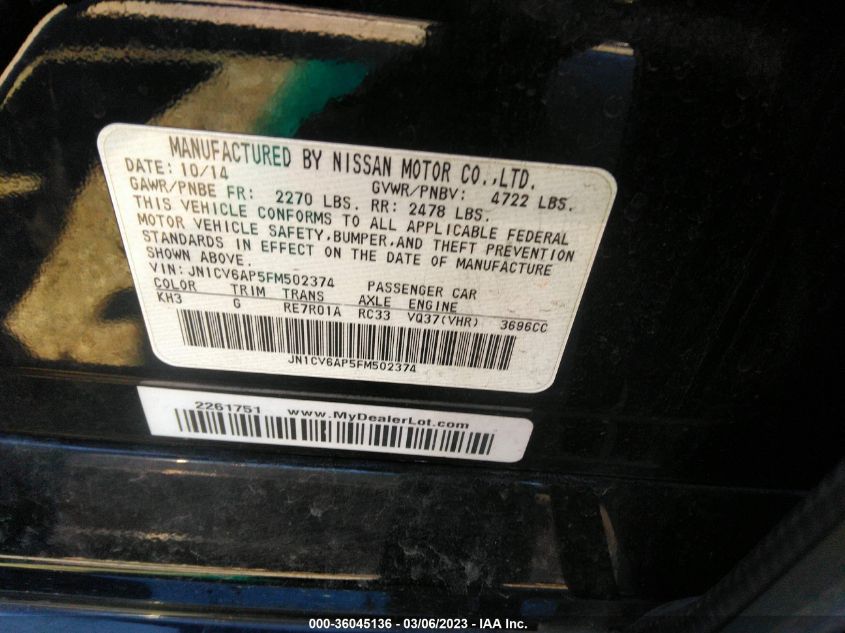 MANUFACTURED BY NISSAN MOTOR CO.,LTD.
DATE: 10/14 GVWR/PNBV: 4722 LBS.
GAWR/PNBE FR: 2270 LBS. RR: 2478 LBS.
THIS VEHICLE CONFORMS TO ALL APPLICABLE FEDERAL
MOTOR VEHICLE SAFETY,BUMPER,AND THEFT PREVENTION
STANDARDS IN EFFECT ON THE DATE OF MANUFACTURE
SHOWN ABOVE.
VIN: JN1CV6AP5FM502374 PASSENGER CAR
COLOR TRIM TRANS AXLE ENGINE
KH3 G RE7R01A RC33 VQ37(VHR) 3696CC
JN1CV6AP5FM502374
2261751 www.MyDealerLot.com
000-36045136 - 03/06/2023 - © IAA Inc.